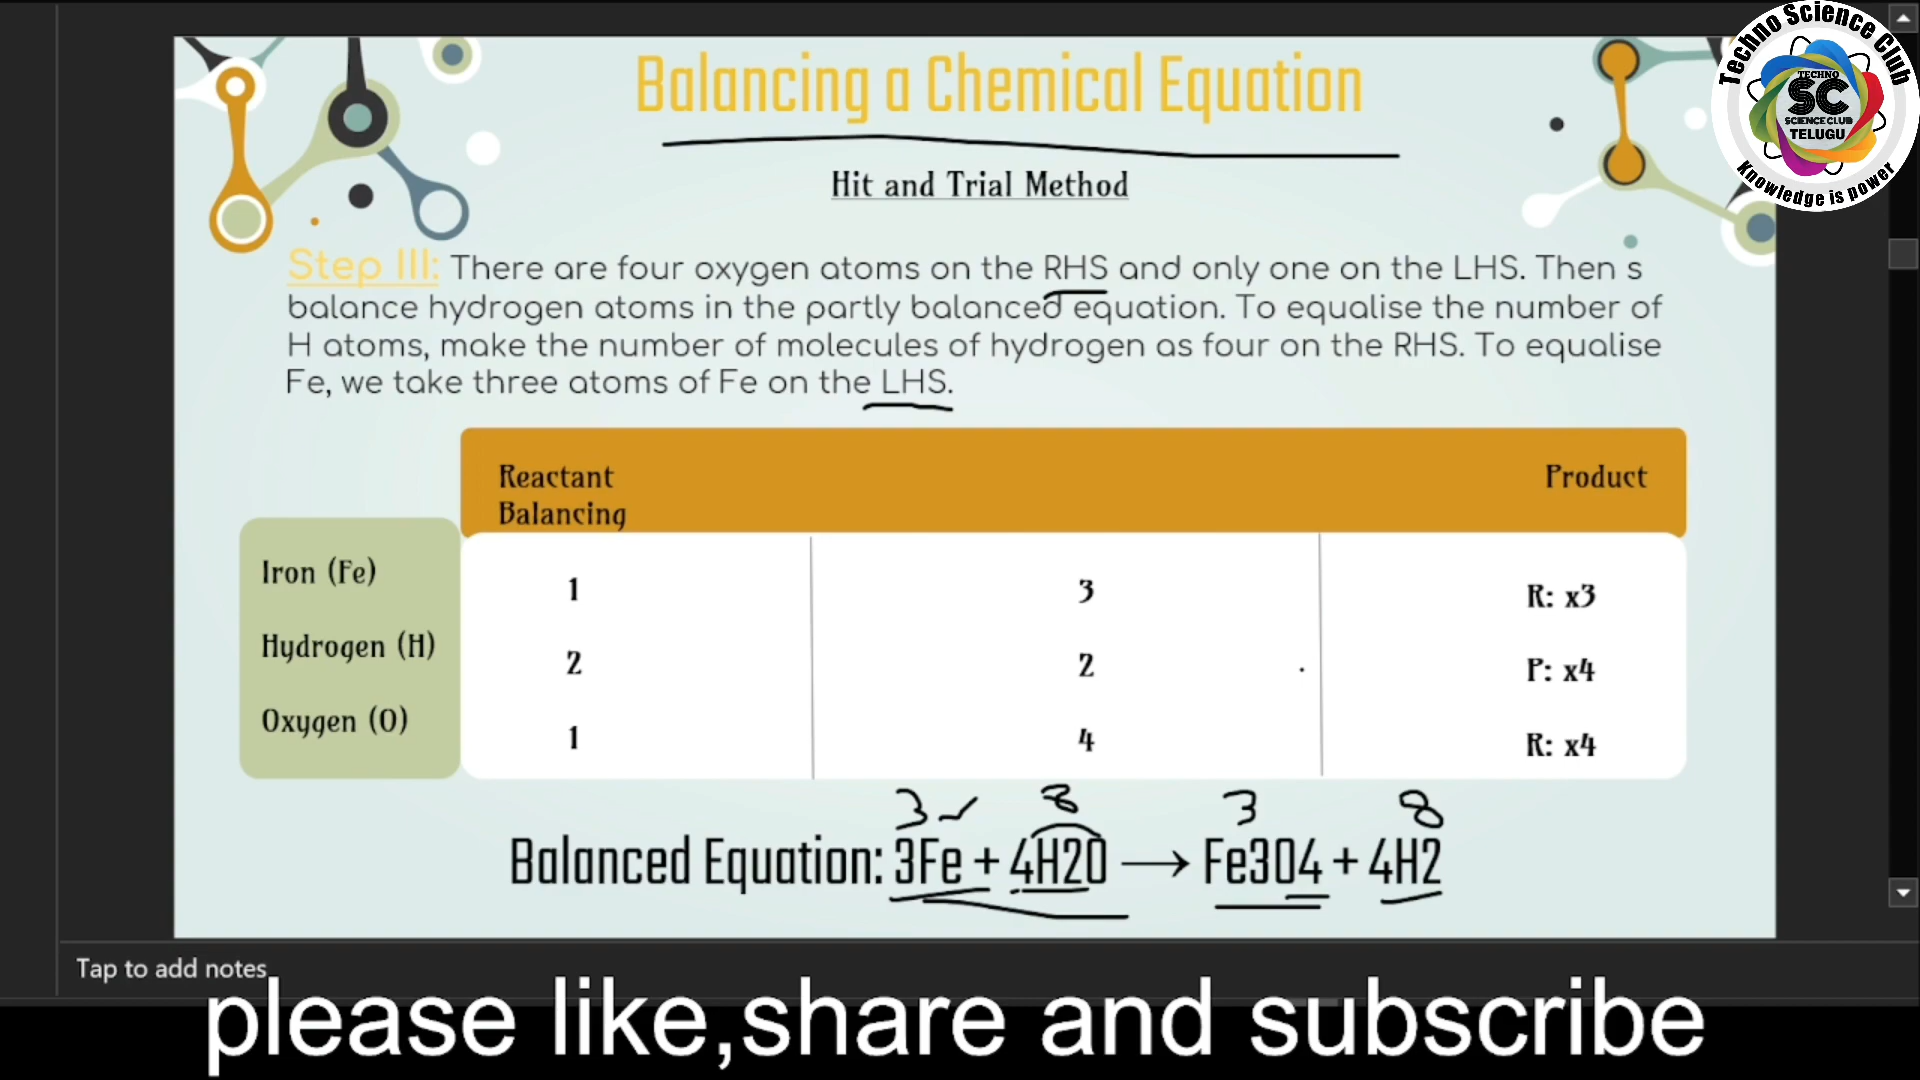 Balancing a Chemical Equation
Techno Science Club
TECHNO
SC
SCIENCE CLUB
TELUGU
Knowledge is power
Hit and Trial Method
Step III: There are four oxygen atoms on the RHS and only one on the LHS. Then s
balance hydrogen atoms in the partly balanced equation. To equalise the number of
H atoms, make the number of molecules of hydrogen as four on the RHS. To equalise
Fe, we take three atoms of Fe on the LHS.
Reactant Product
Balancing
Iron (Fe) 1 3 R: x3
Hydrogen (H) 2 2 P: x4
Oxygen (O) 1 4 R: x4
3 8 3 8
Balanced Equation: 3Fe + 4H2O → Fe3O4 + 4H2
Tap to add notes
please like,share and subscribe